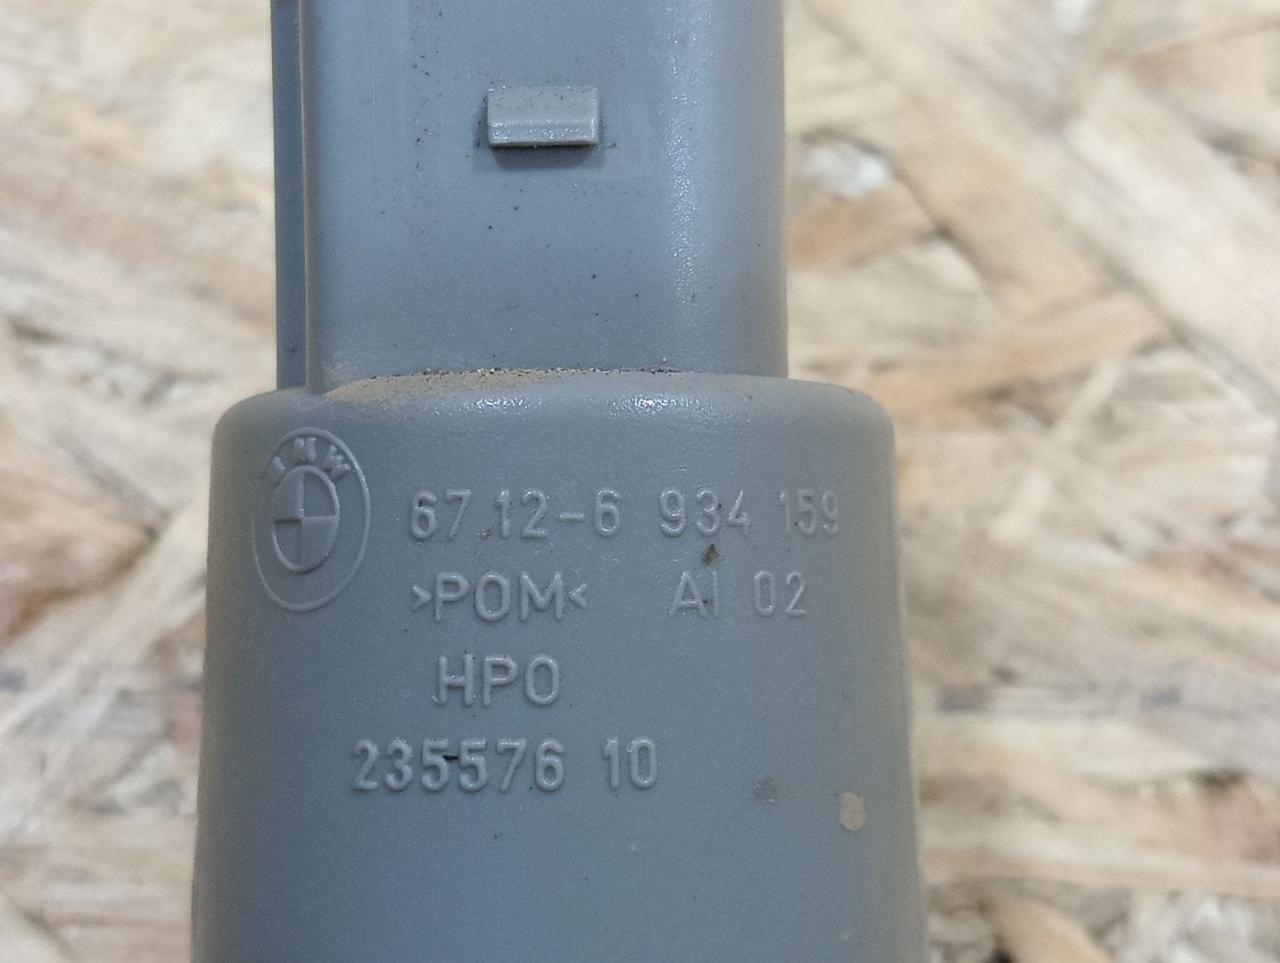 BMW
67.12-6 934 159
>POM< AI 02
HPO
235576 10